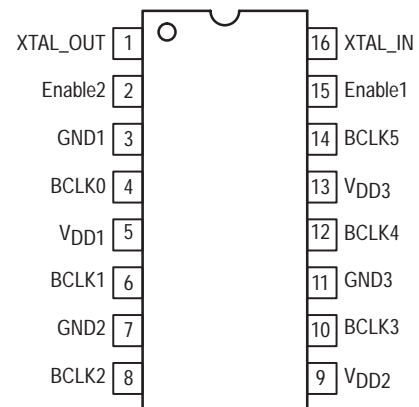 XTAL_OUT 1 16 XTAL_IN
Enable2 2 15 Enable1
GND1 3 14 BCLK5
BCLK0 4 13 VDD3
VDD1 5 12 BCLK4
BCLK1 6 11 GND3
GND2 7 10 BCLK3
BCLK2 8 9 VDD2